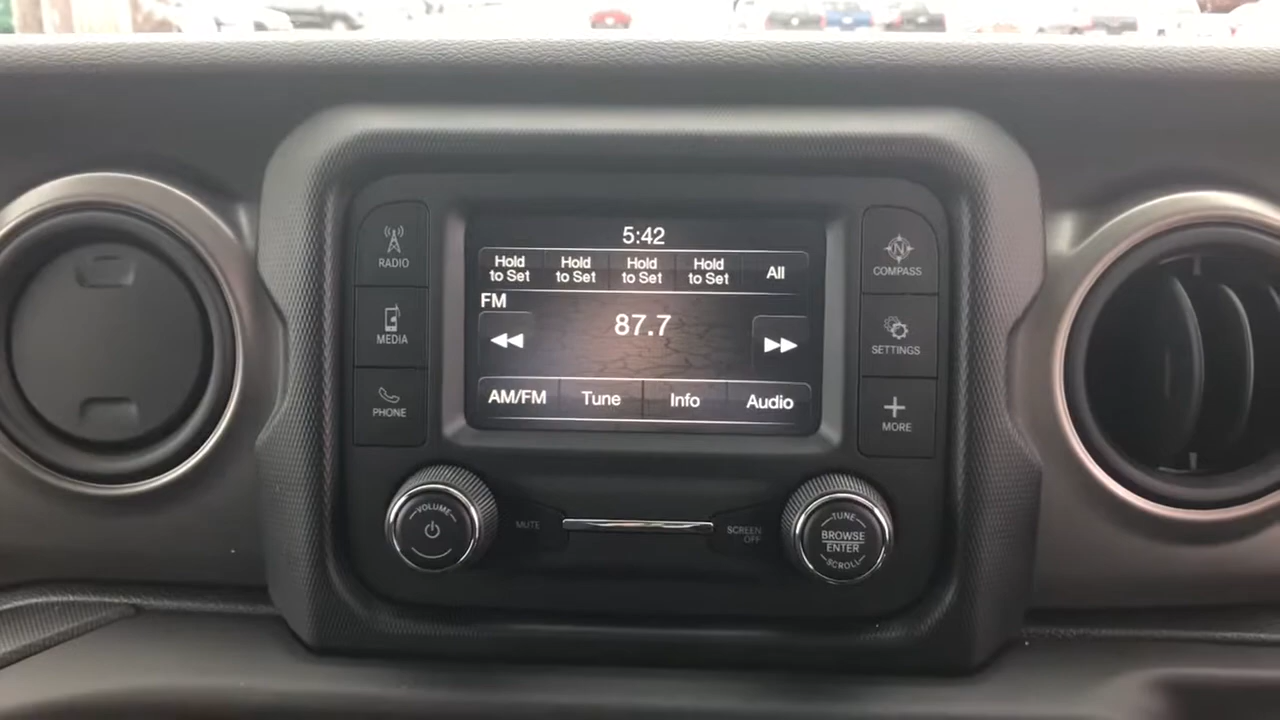 5:42
Hold to Set
Hold to Set
Hold to Set
Hold to Set
All
FM
87.7
AM/FM
Tune
Info
Audio
RADIO
MEDIA
PHONE
N
COMPASS
SETTINGS
MORE
VOLUME
MUTE
SCREEN
OFF
TUNE
BROWSE
ENTER
SCROLL